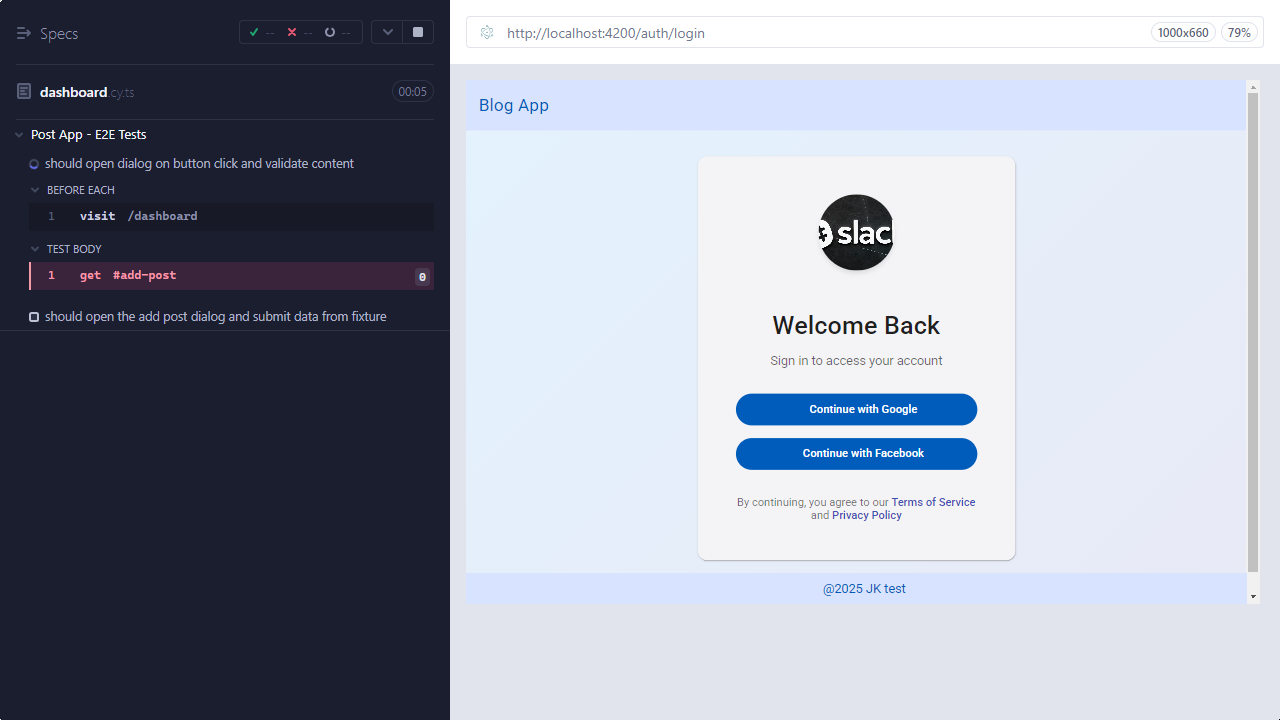 Specs
-- -- --
dashboard.cy.ts
00:05
Post App - E2E Tests
should open dialog on button click and validate content
BEFORE EACH
1 visit /dashboard
TEST BODY
1 get #add-post 0
should open the add post dialog and submit data from fixture
http://localhost:4200/auth/login
1000x660
79%
Blog App
slac
Welcome Back
Sign in to access your account
Continue with Google
Continue with Facebook
By continuing, you agree to our Terms of Service
and Privacy Policy
@2025 JK test